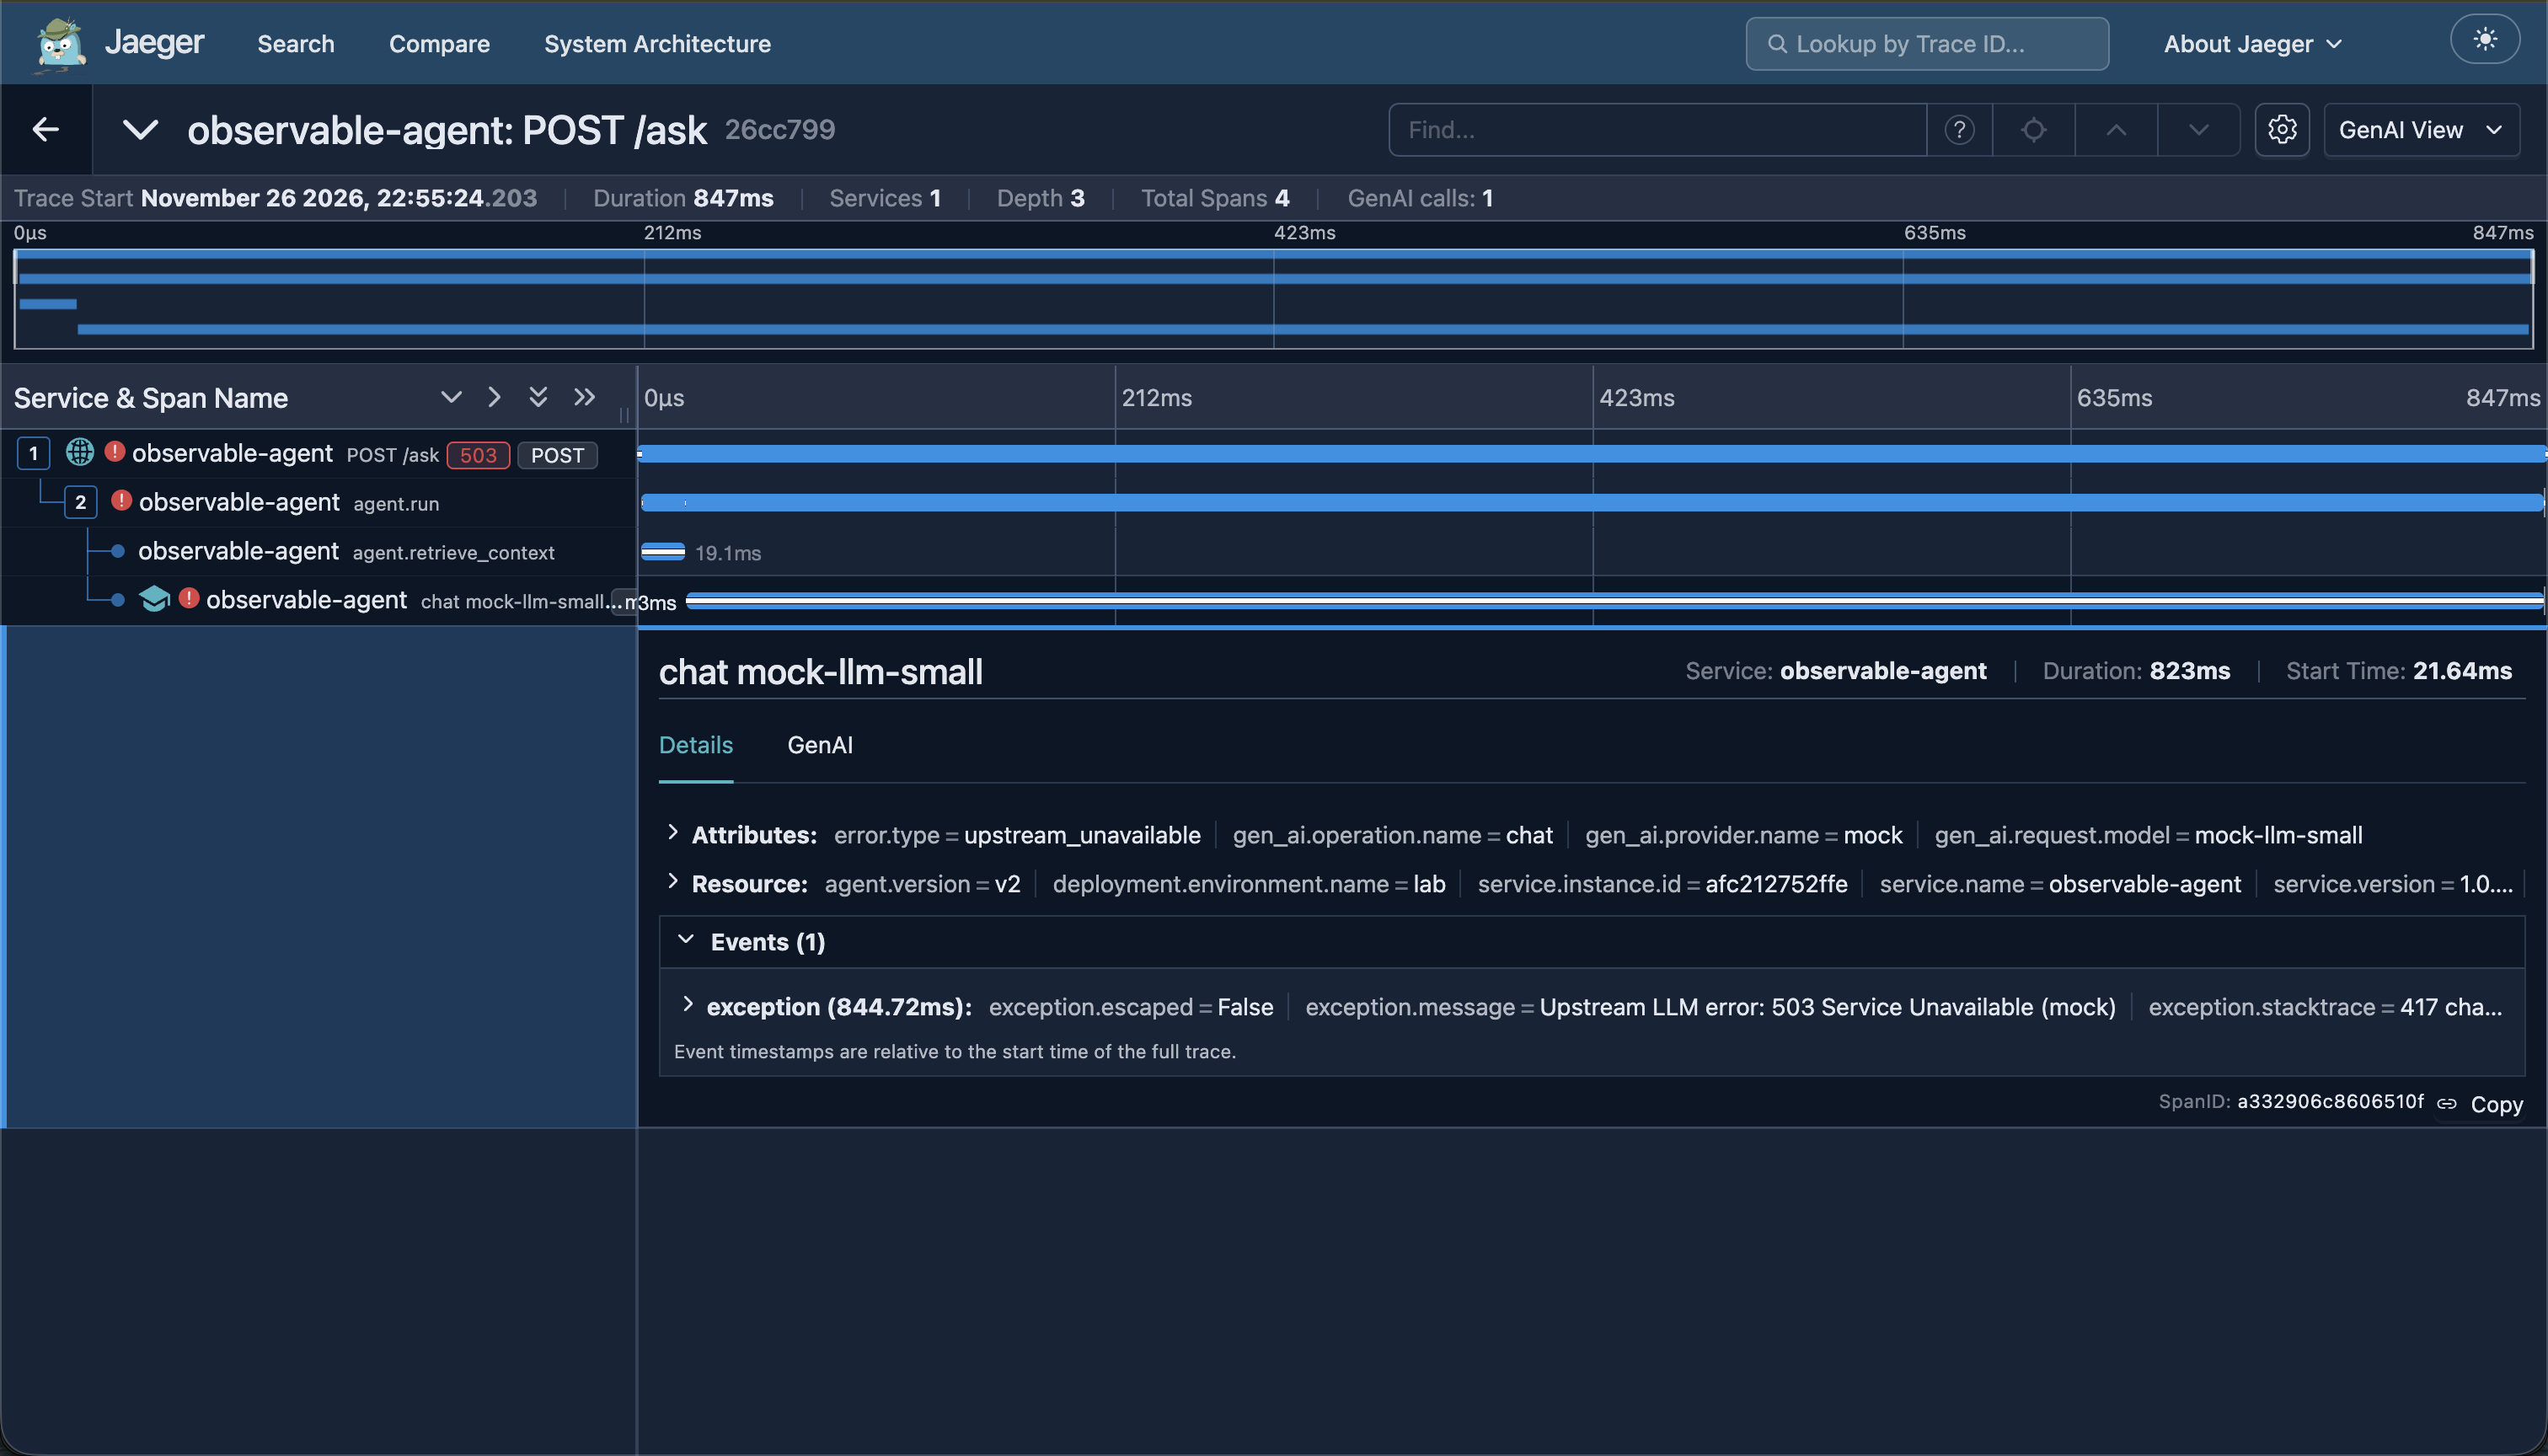 Jaeger Search Compare System Architecture Lookup by Trace ID... About Jaeger
observable-agent: POST /ask 26cc799 Find... ? GenAI View
Trace Start November 26 2026, 22:55:24.203 Duration 847ms Services 1 Depth 3 Total Spans 4 GenAI calls: 1
0μs 212ms 423ms 635ms 847ms
Service & Span Name 0μs 212ms 423ms 635ms 847ms
1 observable-agent POST /ask 503 POST
2 observable-agent agent.run
observable-agent agent.retrieve_context 19.1ms
observable-agent chat mock-llm-small... m 3ms
chat mock-llm-small Service: observable-agent Duration: 823ms Start Time: 21.64ms
Details GenAI
Attributes: error.type = upstream_unavailable gen_ai.operation.name = chat gen_ai.provider.name = mock gen_ai.request.model = mock-llm-small
Resource: agent.version = v2 deployment.environment.name = lab service.instance.id = afc212752ffe service.name = observable-agent service.version = 1.0....
Events (1)
exception (844.72ms): exception.escaped = False exception.message = Upstream LLM error: 503 Service Unavailable (mock) exception.stacktrace = 417 cha...
Event timestamps are relative to the start time of the full trace.
SpanID: a332906c8606510f Copy